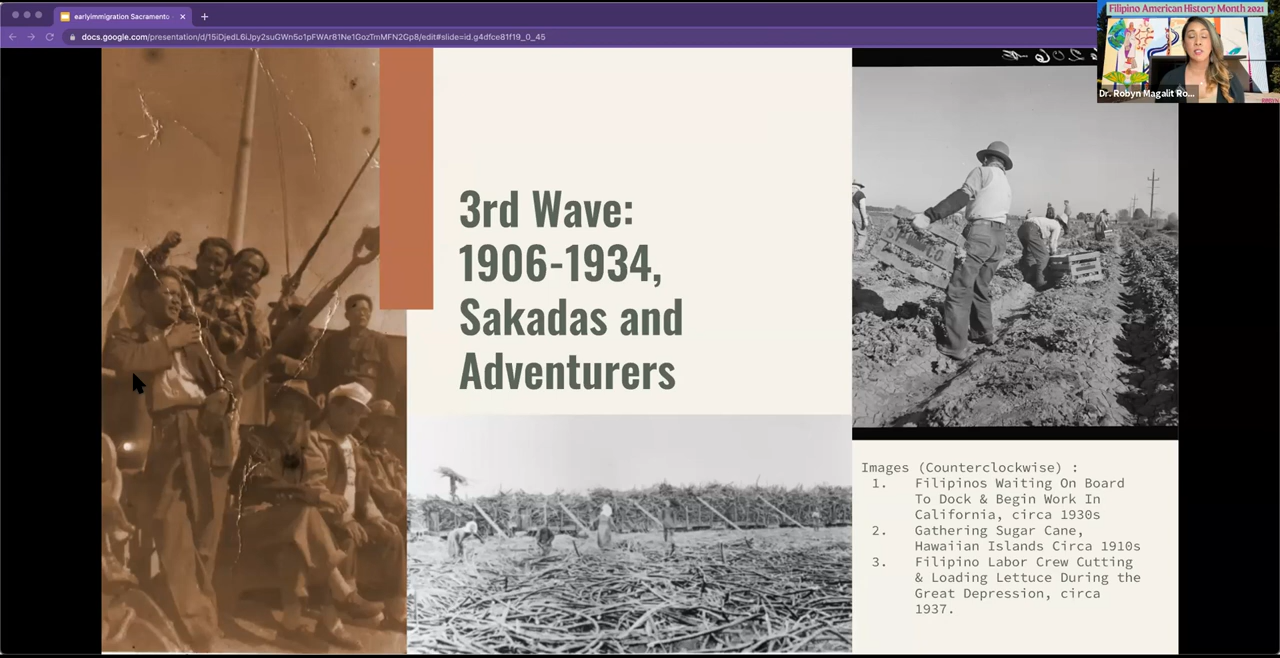 earlyimmigration Sacramento
docs.google.com/presentation/d/15iDjedL6iJpy2suGWn5o1pFWAr81Ne1GozTmMFN2Gp8/edit#slide=id.g4dfce81f19_0_45
Filipino American History Month 2021
Dr. Robyn Magalit Ro...
3rd Wave:
1906-1934,
Sakadas and
Adventurers
Images (Counterclockwise) :
1. Filipinos Waiting On Board
To Dock & Begin Work In
California, circa 1930s
2. Gathering Sugar Cane,
Hawaiian Islands Circa 1910s
3. Filipino Labor Crew Cutting
& Loading Lettuce During the
Great Depression, circa
1937.